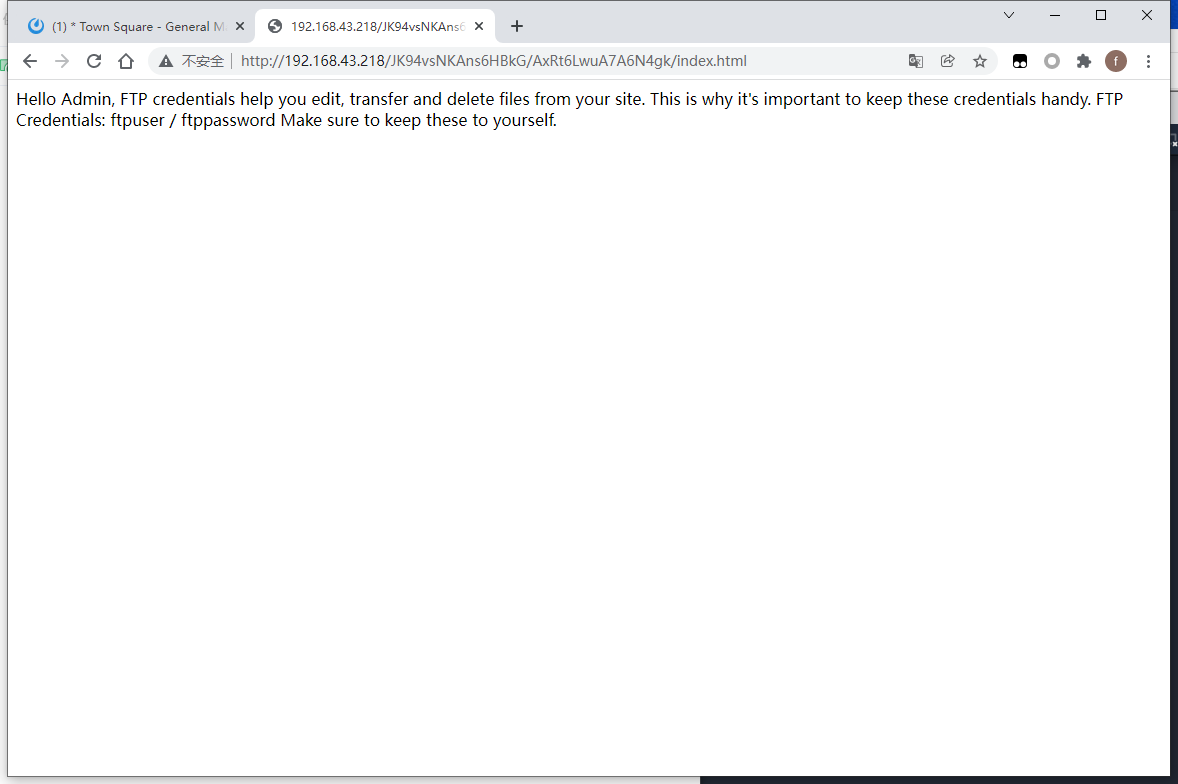 (1) * Town Square - General M
192.168.43.218/JK94vsNKAns6
不安全 http://192.168.43.218/JK94vsNKAns6HBkG/AxRt6LwuA7A6N4gk/index.html
f
Hello Admin, FTP credentials help you edit, transfer and delete files from your site. This is why it's important to keep these credentials handy. FTP
Credentials: ftpuser / ftppassword Make sure to keep these to yourself.